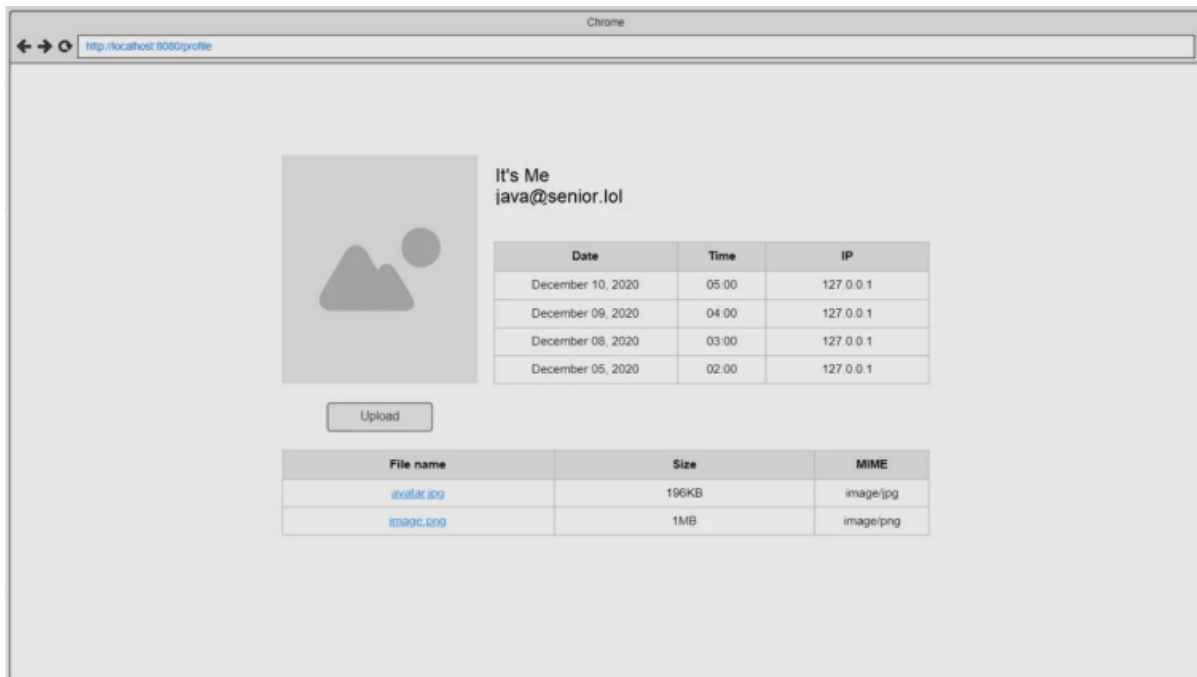 Chrome
http://localhost:8080/profile
It's Me
java@senior.lol
Date Time IP
December 10, 2020 05:00 127.0.0.1
December 09, 2020 04:00 127.0.0.1
December 08, 2020 03:00 127.0.0.1
December 05, 2020 02:00 127.0.0.1
Upload
File name Size MIME
avatar.jpg 196KB image/jpg
image.png 1MB image/png